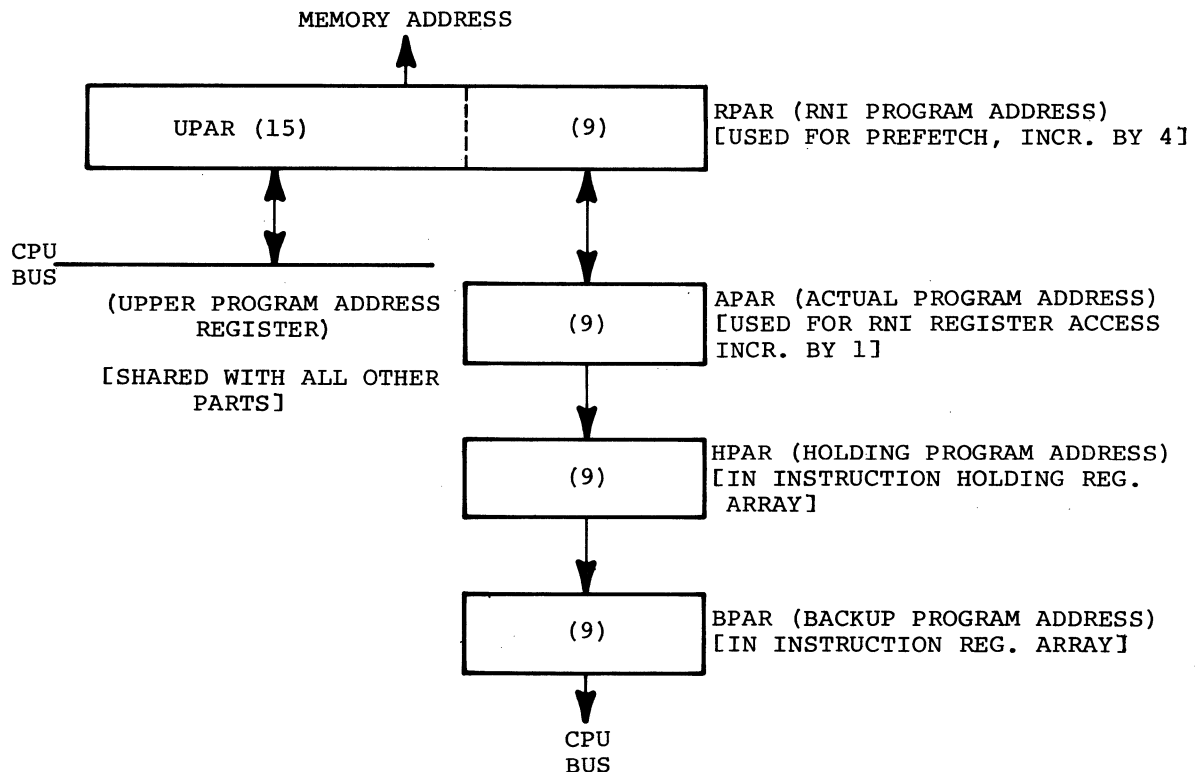 MEMORY ADDRESS
UPAR (15)
(9)
RPAR (RNI PROGRAM ADDRESS)
[USED FOR PREFETCH, INCR. BY 4]
CPU
BUS
(UPPER PROGRAM ADDRESS
REGISTER)
[SHARED WITH ALL OTHER
PARTS]
(9)
APAR (ACTUAL PROGRAM ADDRESS)
[USED FOR RNI REGISTER ACCESS
INCR. BY 1]
(9)
HPAR (HOLDING PROGRAM ADDRESS)
[IN INSTRUCTION HOLDING REG.
ARRAY]
(9)
BPAR (BACKUP PROGRAM ADDRESS)
[IN INSTRUCTION REG. ARRAY]
CPU
BUS